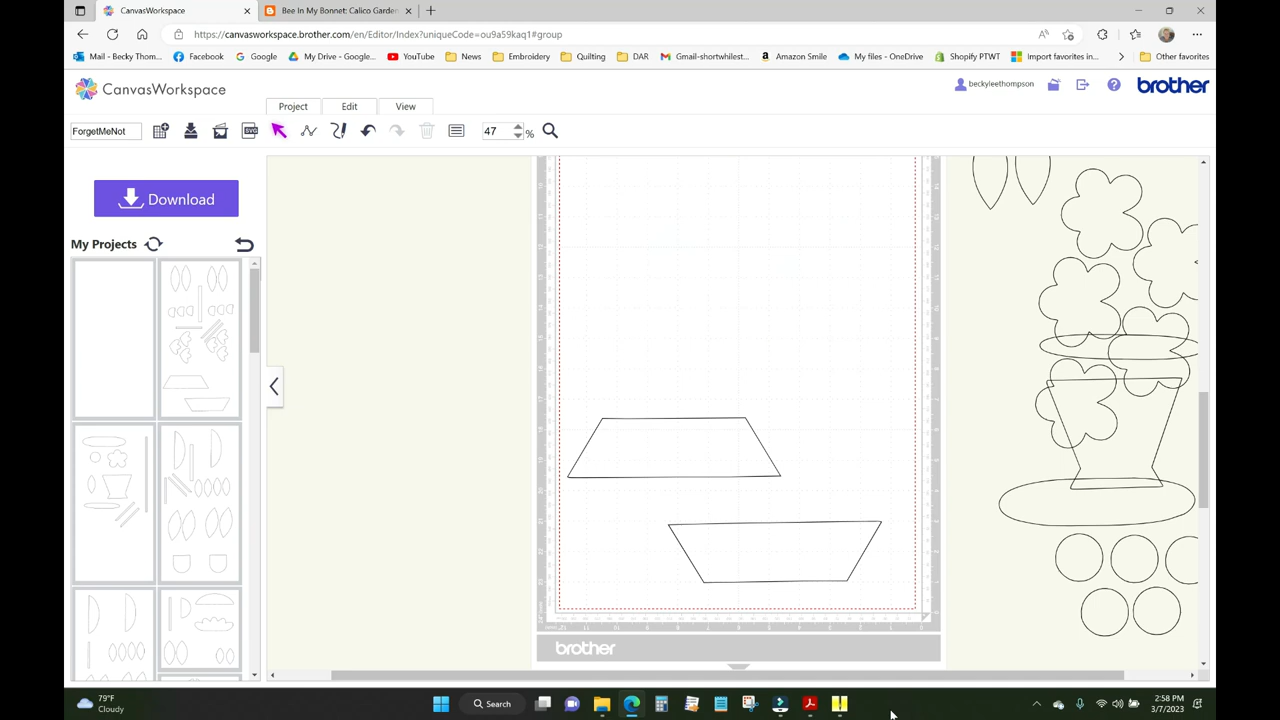 CanvasWorkspace
Bee In My Bonnet: Calico Garden
https://canvasworkspace.brother.com/en/Editor/Index?uniqueCode=ou9a59kaq1#group
Mail - Becky Thom...
Facebook
Google
My Drive - Google...
YouTube
News
Embroidery
Quilting
DAR
Gmail-shortwhilest...
Amazon Smile
My files - OneDrive
Shopify PTWT
Import favorites in...
Other favorites
CanvasWorkspace
Project
Edit
View
beckyleethompson
brother
ForgetMeNot
SVG
47 %
Download
My Projects
brother
79°F
Cloudy
Search
2:58 PM
3/7/2023